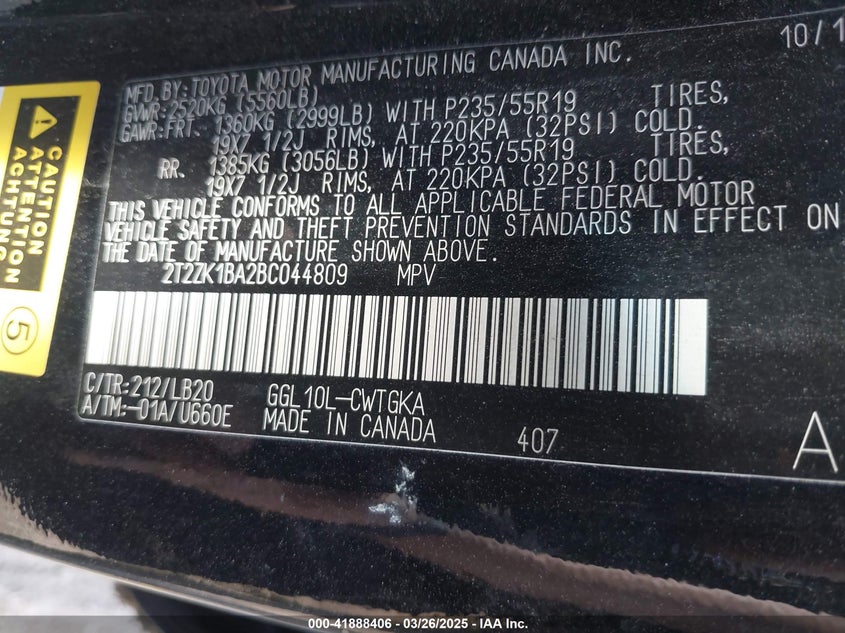 10/1
MFD.BY:TOYOTA MOTOR MANUFACTURING CANADA INC.
GVWR:2520KG (5560LB)
GAWR:FRT. 1360KG (2999LB) WITH P235/55R19 TIRES,
19X7 1/2J RIMS, AT 220KPA (32PSI) COLD.
RR. 1385KG (3056LB) WITH P235/55R19 TIRES,
19X7 1/2J RIMS, AT 220KPA (32PSI) COLD.
THIS VEHICLE CONFORMS TO ALL APPLICABLE FEDERAL MOTOR
VEHICLE SAFETY AND THEFT PREVENTION STANDARDS IN EFFECT ON
THE DATE OF MANUFACTURE SHOWN ABOVE.
2T2ZK1BA2BC044809 MPV
C/TR:212/LB20 GGL10L-CWTGKA
A/TM:-01A/U660E MADE IN CANADA 407
A
CAUTION
ATTENTION
ACHTUNG
5
000-41888406 - 03/26/2025 - IAA Inc.